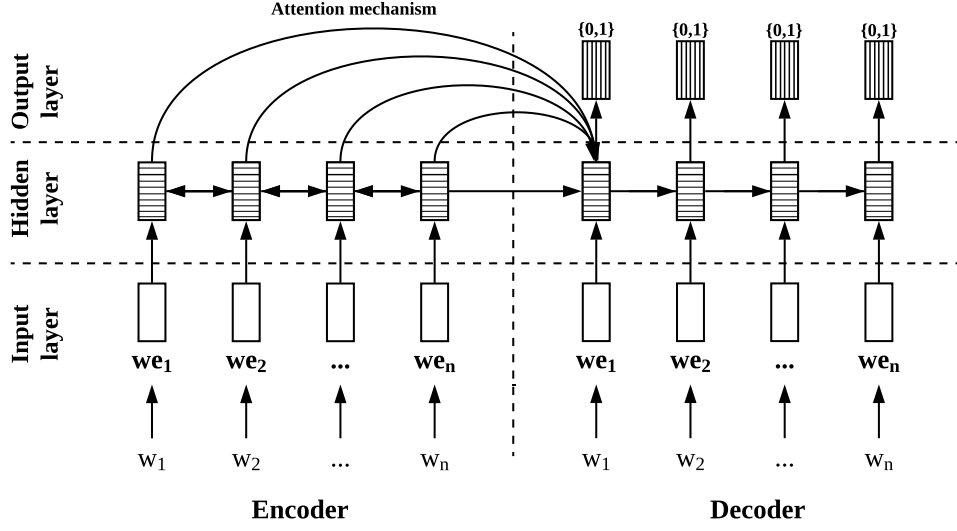 Attention mechanism
{0,1} {0,1} {0,1} {0,1}
Output
layer
Hidden
layer
Input
layer
we1 we2 ... wen we1 we2 ... wen
w1 w2 ... wn w1 w2 ... wn
Encoder Decoder